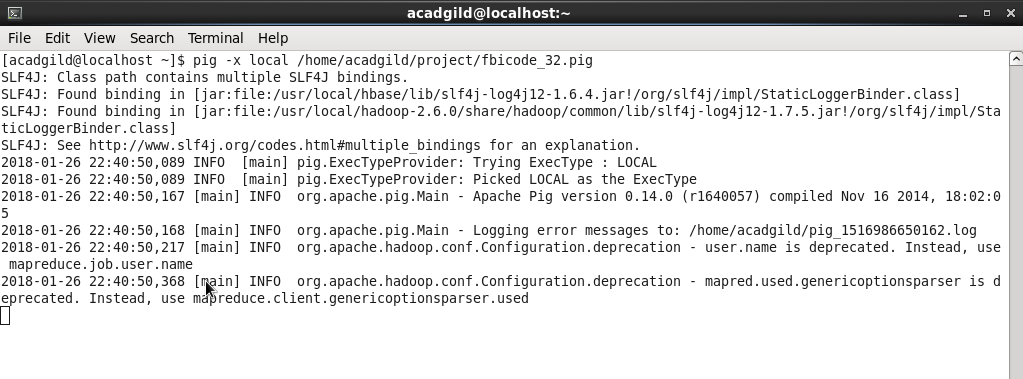 acadgild@localhost:~
File Edit View Search Terminal Help
[acadgild@localhost ~]$ pig -x local /home/acadgild/project/fbicode_32.pig
SLF4J: Class path contains multiple SLF4J bindings.
SLF4J: Found binding in [jar:file:/usr/local/hbase/lib/slf4j-log4j12-1.6.4.jar!/org/slf4j/impl/StaticLoggerBinder.class]
SLF4J: Found binding in [jar:file:/usr/local/hadoop-2.6.0/share/hadoop/common/lib/slf4j-log4j12-1.7.5.jar!/org/slf4j/impl/Sta
ticLoggerBinder.class]
SLF4J: See http://www.slf4j.org/codes.html#multiple_bindings for an explanation.
2018-01-26 22:40:50,089 INFO  [main] pig.ExecTypeProvider: Trying ExecType : LOCAL
2018-01-26 22:40:50,089 INFO  [main] pig.ExecTypeProvider: Picked LOCAL as the ExecType
2018-01-26 22:40:50,167 [main] INFO  org.apache.pig.Main - Apache Pig version 0.14.0 (r1640057) compiled Nov 16 2014, 18:02:0
5
2018-01-26 22:40:50,168 [main] INFO  org.apache.pig.Main - Logging error messages to: /home/acadgild/pig_1516986650162.log
2018-01-26 22:40:50,217 [main] INFO  org.apache.hadoop.conf.Configuration.deprecation - user.name is deprecated. Instead, use
 mapreduce.job.user.name
2018-01-26 22:40:50,368 [main] INFO  org.apache.hadoop.conf.Configuration.deprecation - mapred.used.genericoptionsparser is d
eprecated. Instead, use mapreduce.client.genericoptionsparser.used